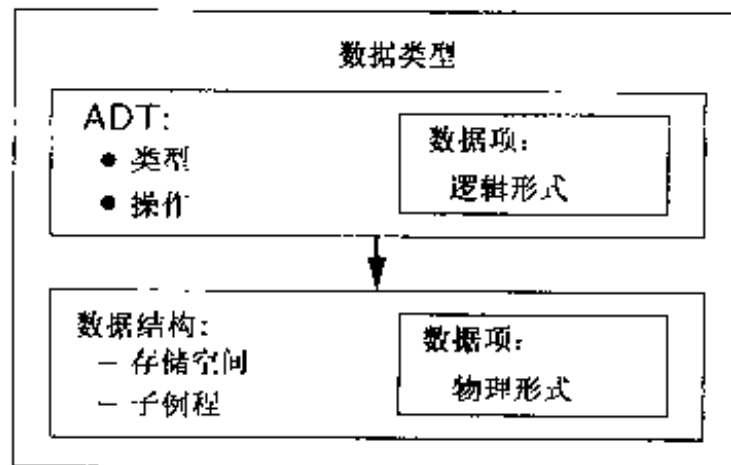 数据类型
ADT:
● 类型
● 操作
数据项:
逻辑形式
数据结构:
– 存储空间
– 子例程
数据项:
物理形式